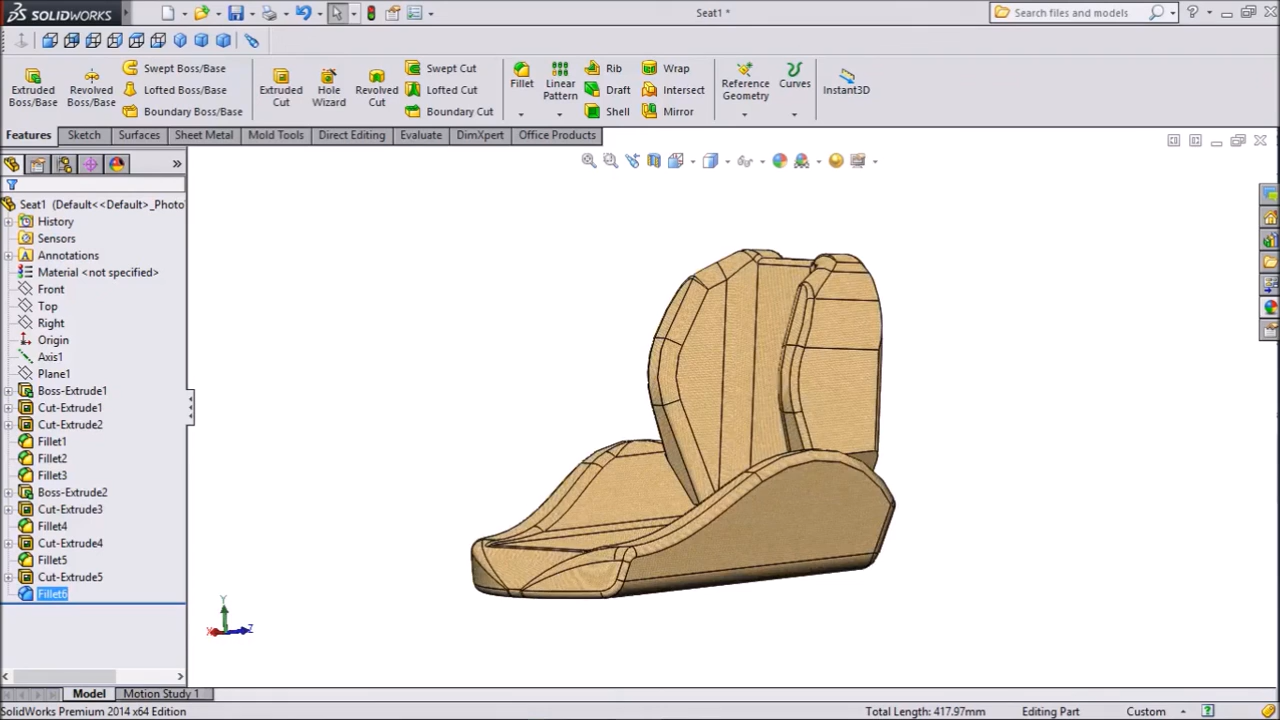 SOLIDWORKS
Seat1 *
Search files and models
Extruded Boss/Base
Revolved Boss/Base
Swept Boss/Base
Lofted Boss/Base
Boundary Boss/Base
Extruded Cut
Hole Wizard
Revolved Cut
Swept Cut
Lofted Cut
Boundary Cut
Fillet
Linear Pattern
Rib
Draft
Shell
Wrap
Intersect
Mirror
Reference Geometry
Curves
Instant3D
Features
Sketch
Surfaces
Sheet Metal
Mold Tools
Direct Editing
Evaluate
DimXpert
Office Products
Seat1 (Default<<Default>_Photo
History
Sensors
Annotations
Material <not specified>
Front
Top
Right
Origin
Axis1
Plane1
Boss-Extrude1
Cut-Extrude1
Cut-Extrude2
Fillet1
Fillet2
Fillet3
Boss-Extrude2
Cut-Extrude3
Fillet4
Cut-Extrude4
Fillet5
Cut-Extrude5
Fillet6
Y
X
Z
Model
Motion Study 1
SolidWorks Premium 2014 x64 Edition
Total Length: 417.97mm
Editing Part
Custom